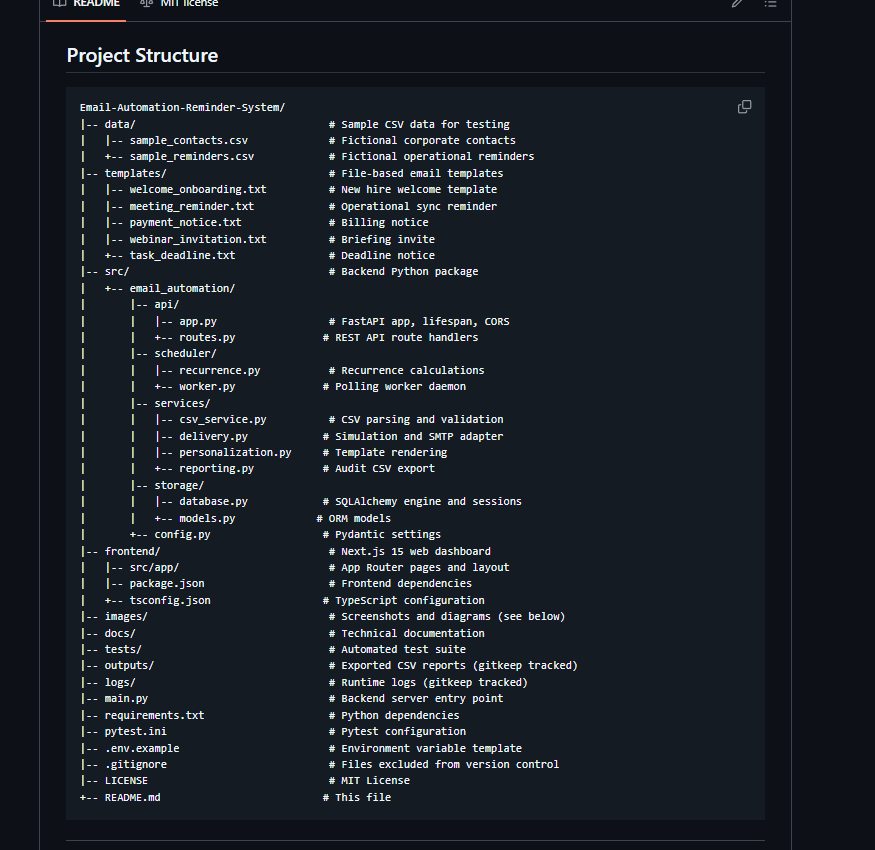 README
MIT license
Project Structure
Email-Automation-Reminder-System/
|-- data/                               # Sample CSV data for testing
|   |-- sample_contacts.csv             # Fictional corporate contacts
|   +-- sample_reminders.csv            # Fictional operational reminders
|-- templates/                          # File-based email templates
|   |-- welcome_onboarding.txt          # New hire welcome template
|   |-- meeting_reminder.txt            # Operational sync reminder
|   |-- payment_notice.txt              # Billing notice
|   |-- webinar_invitation.txt          # Briefing invite
|   +-- task_deadline.txt               # Deadline notice
|-- src/                                # Backend Python package
|   +-- email_automation/
|       |-- api/
|       |   |-- app.py                  # FastAPI app, lifespan, CORS
|       |   +-- routes.py              # REST API route handlers
|       |-- scheduler/
|       |   |-- recurrence.py           # Recurrence calculations
|       |   +-- worker.py              # Polling worker daemon
|       |-- services/
|       |   |-- csv_service.py          # CSV parsing and validation
|       |   |-- delivery.py            # Simulation and SMTP adapter
|       |   |-- personalization.py     # Template rendering
|       |   +-- reporting.py           # Audit CSV export
|       |-- storage/
|       |   |-- database.py            # SQLAlchemy engine and sessions
|       |   +-- models.py             # ORM models
|       +-- config.py                  # Pydantic settings
|-- frontend/                           # Next.js 15 web dashboard
|   |-- src/app/                        # App Router pages and layout
|   |-- package.json                    # Frontend dependencies
|   +-- tsconfig.json                  # TypeScript configuration
|-- images/                             # Screenshots and diagrams (see below)
|-- docs/                               # Technical documentation
|-- tests/                              # Automated test suite
|-- outputs/                            # Exported CSV reports (gitkeep tracked)
|-- logs/                               # Runtime logs (gitkeep tracked)
|-- main.py                             # Backend server entry point
|-- requirements.txt                    # Python dependencies
|-- pytest.ini                          # Pytest configuration
|-- .env.example                        # Environment variable template
|-- .gitignore                          # Files excluded from version control
|-- LICENSE                             # MIT License
+-- README.md                          # This file